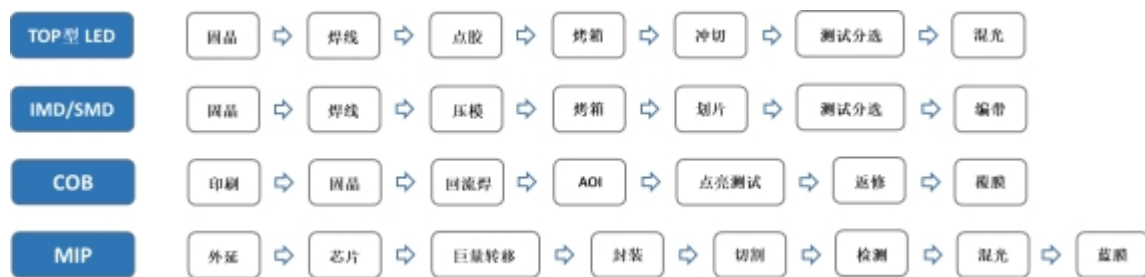 TOP型 LED 固晶 焊线 点胶 烤箱 冲切 测试分选 混光
IMD/SMD 固晶 焊线 压模 烤箱 划片 测试分选 编带
COB 印刷 固晶 回流焊 AOI 点亮测试 返修 覆膜
MIP 外延 芯片 巨量转移 封装 切割 检测 混光 蓝膜